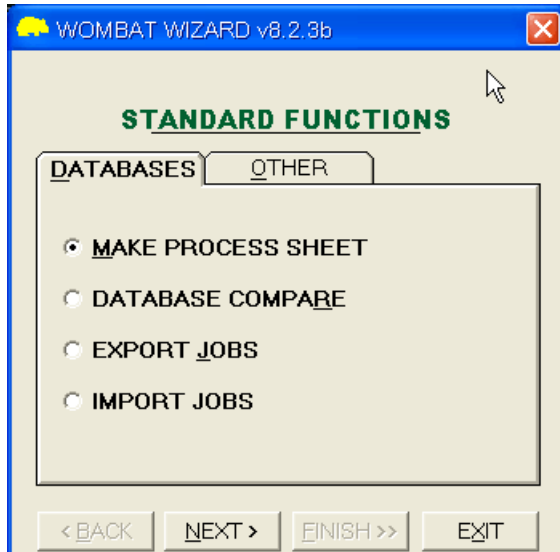 WOMBAT WIZARD v8.2.3b
STANDARD FUNCTIONS
DATABASES OTHER
MAKE PROCESS SHEET
DATABASE COMPARE
EXPORT JOBS
IMPORT JOBS
< BACK NEXT > FINISH >> EXIT